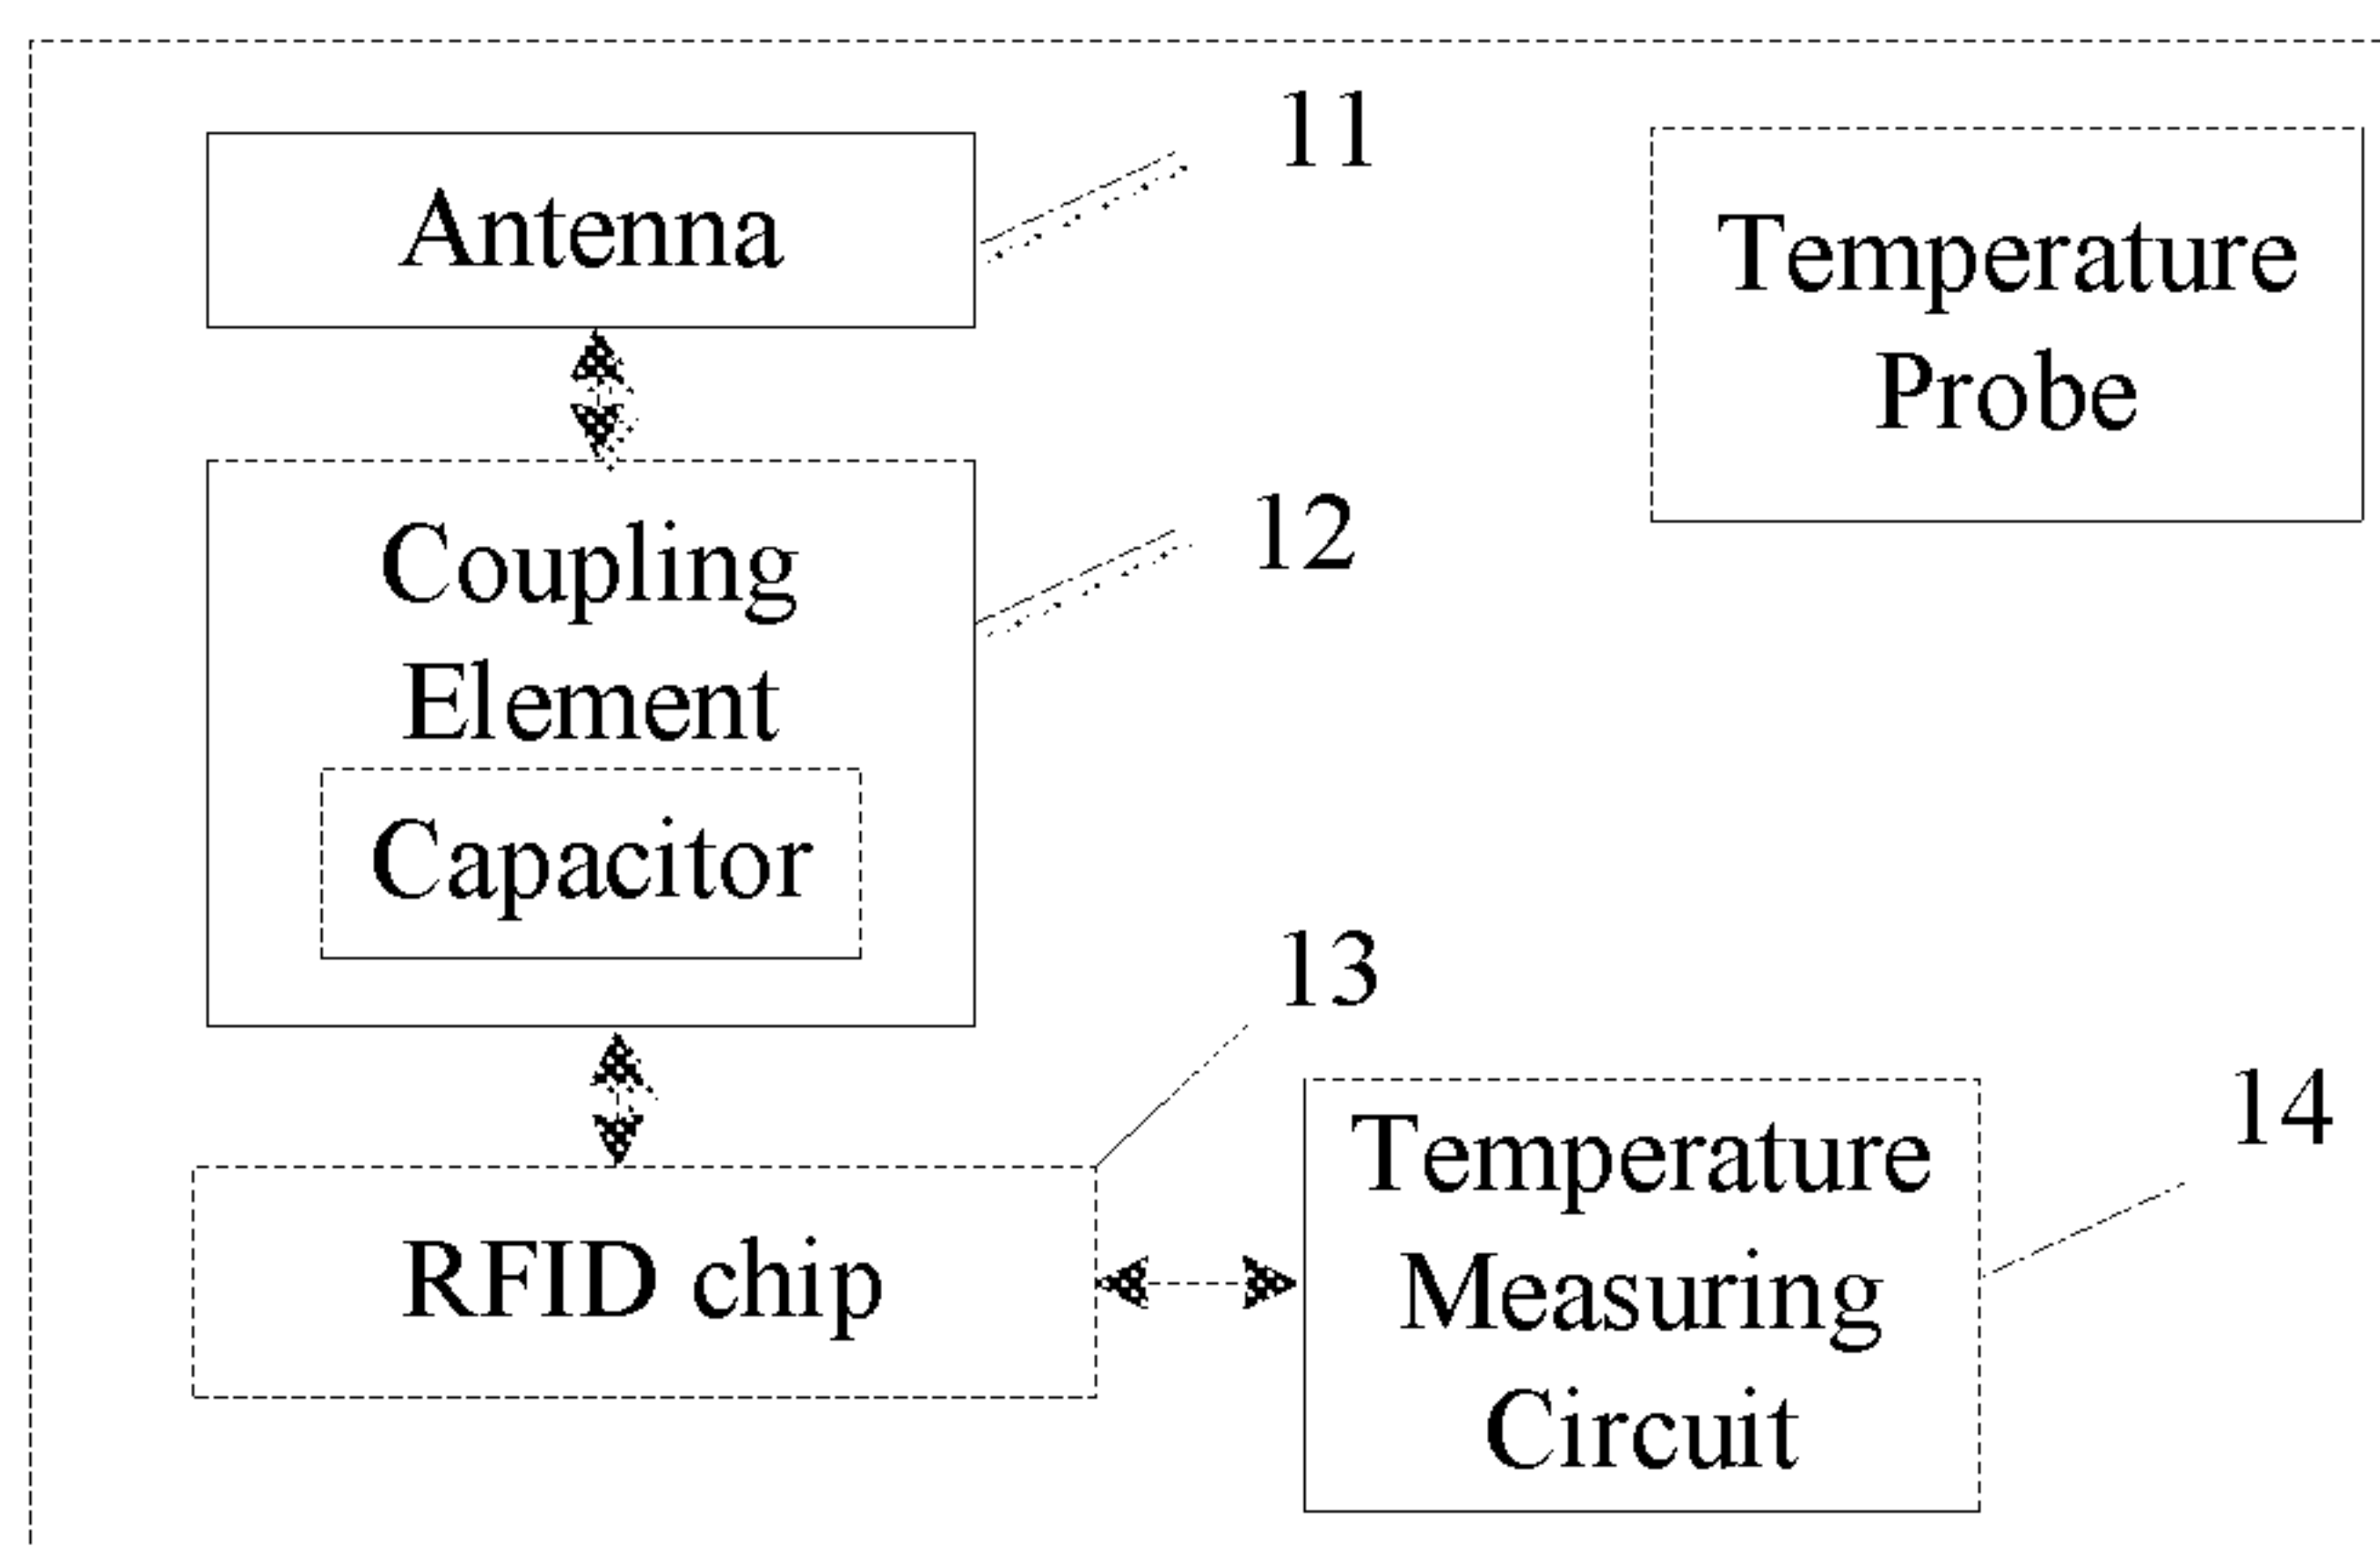 Antenna
11
Temperature
Probe
Coupling
Element
12
Capacitor
13
RFID chip
Temperature
Measuring
Circuit
14